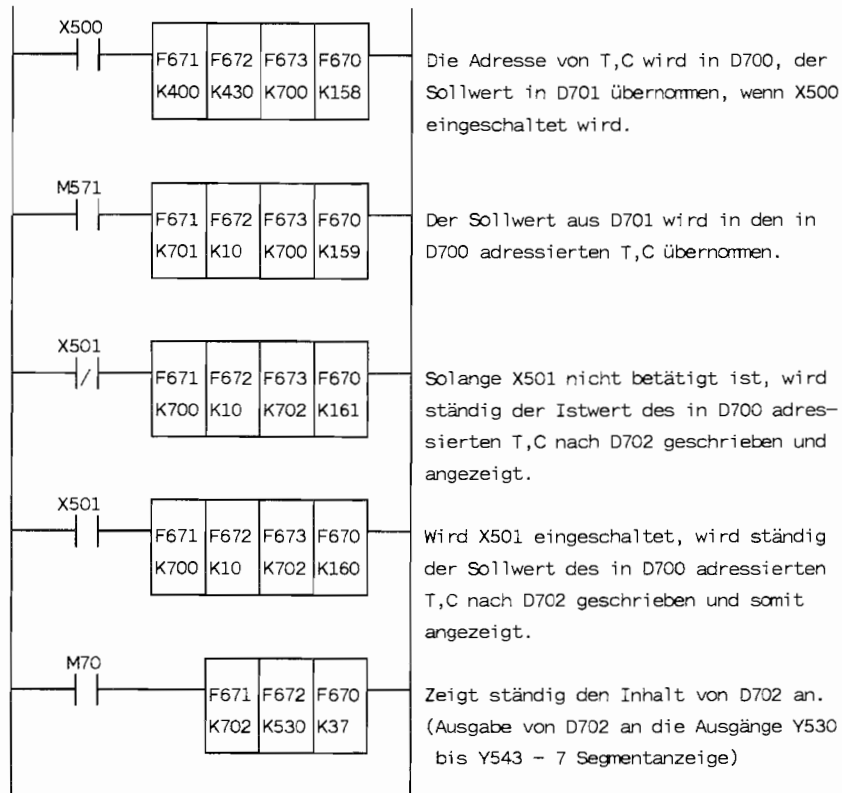 X500
F671 F672 F673 F670
K400 K430 K700 K158
Die Adresse von T,C wird in D700, der
Sollwert in D701 übernommen, wenn X500
eingeschaltet wird.
M571
F671 F672 F673 F670
K701 K10 K700 K159
Der Sollwert aus D701 wird in den in
D700 adressierten T,C übernommen.
X501
F671 F672 F673 F670
K700 K10 K702 K161
Solange X501 nicht betätigt ist, wird
ständig der Istwert des in D700 adres-
sierten T,C nach D702 geschrieben und
angezeigt.
X501
F671 F672 F673 F670
K700 K10 K702 K160
Wird X501 eingeschaltet, wird ständig
der Sollwert des in D700 adressierten
T,C nach D702 geschrieben und somit
angezeigt.
M70
F671 F672 F670
K702 K530 K37
Zeigt ständig den Inhalt von D702 an.
(Ausgabe von D702 an die Ausgänge Y530
bis Y543 - 7 Segmentanzeige)